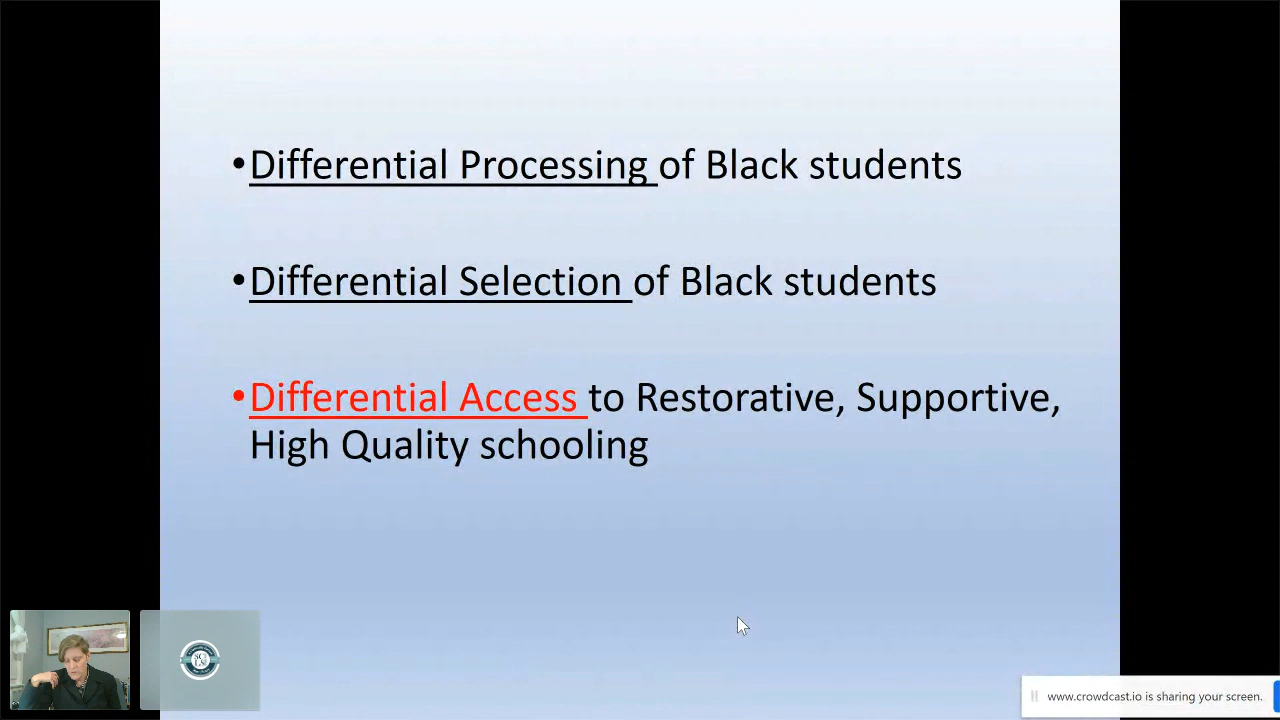 •Differential Processing of Black students
•Differential Selection of Black students
•Differential Access to Restorative, Supportive,
High Quality schooling
www.crowdcast.io is sharing your screen.